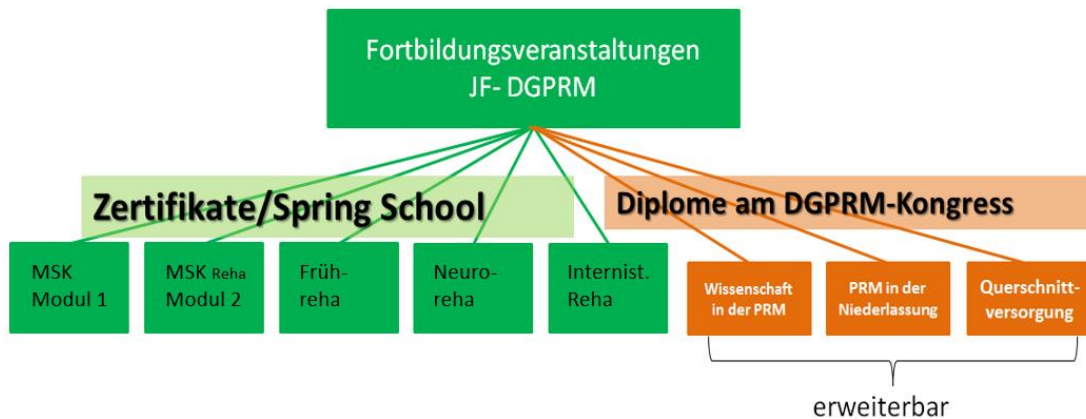 Fortbildungsveranstaltungen
JF- DGPRM
Zertifikate/Spring School
Diplome am DGPRM-Kongress
MSK
Modul 1
MSK Reha
Modul 2
Früh-
reha
Neuro-
reha
Internist.
Reha
Wissenschaft
in der PRM
PRM in der
Niederlassung
Querschnitt-
versorgung
erweiterbar